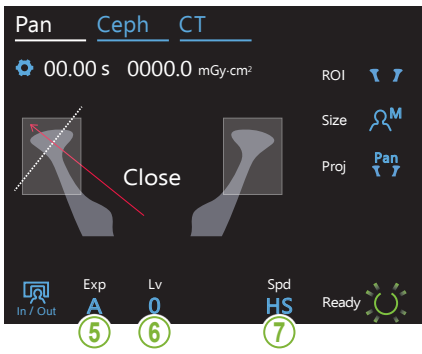 Pan Ceph CT
00.00 s 0000.0 mGy·cm²
ROI
Size M
Proj Pan
Close
Exp Lv Spd
In / Out A 0 HS Ready
5 6 7